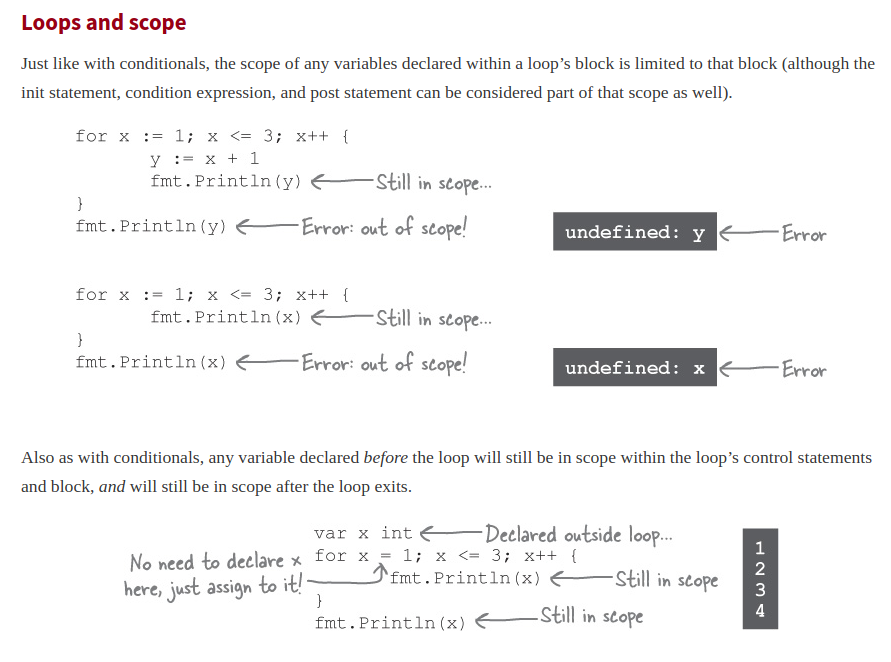 Loops and scope
Just like with conditionals, the scope of any variables declared within a loop’s block is limited to that block (although the
init statement, condition expression, and post statement can be considered part of that scope as well).
for x := 1; x <= 3; x++ {
y := x + 1
fmt.Println(y) Still in scope...
}
fmt.Println(y) Error: out of scope!
undefined: y Error
for x := 1; x <= 3; x++ {
fmt.Println(x) Still in scope...
}
fmt.Println(x) Error: out of scope!
undefined: x Error
Also as with conditionals, any variable declared before the loop will still be in scope within the loop’s control statements
and block, and will still be in scope after the loop exits.
var x int Declared outside loop...
No need to declare x
here, just assign to it!
for x = 1; x <= 3; x++ {
fmt.Println(x) Still in scope
}
fmt.Println(x) Still in scope
1
2
3
4